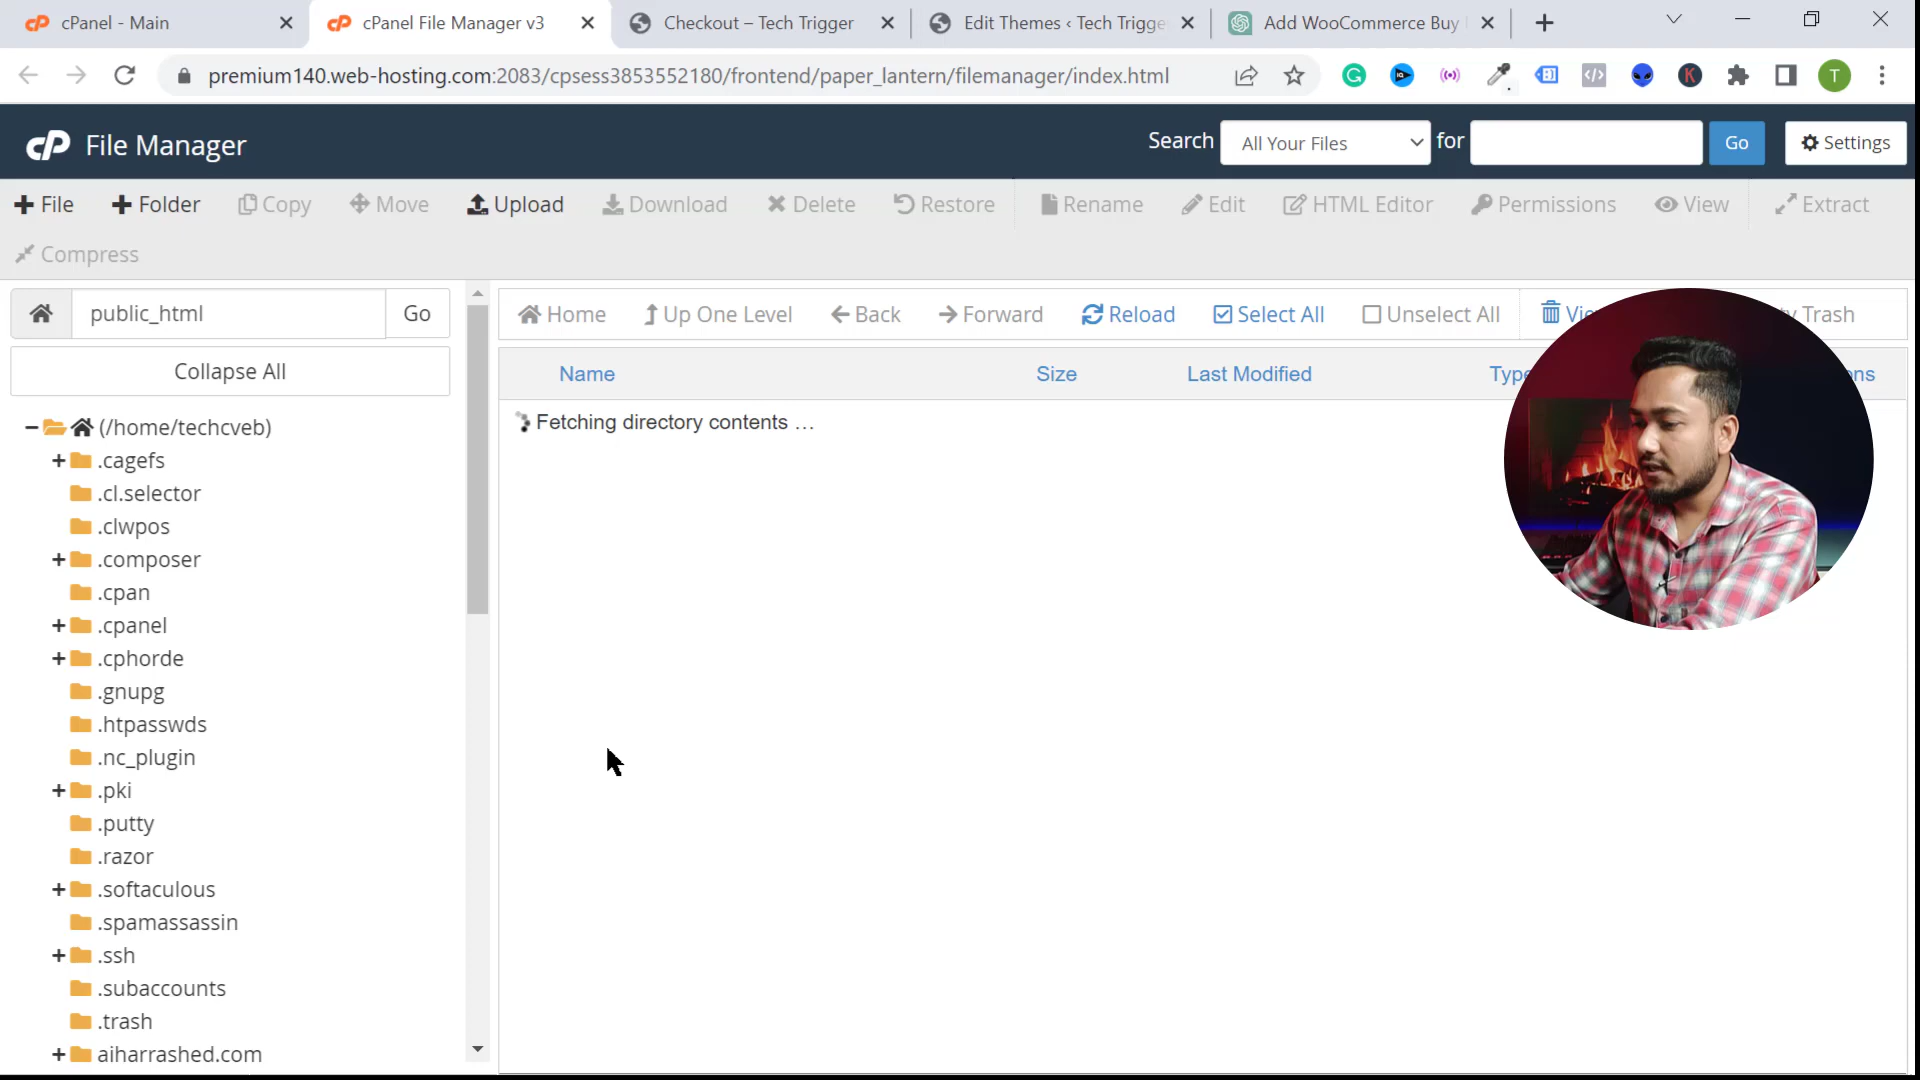 cPanel - Main
cPanel File Manager v3
Checkout – Tech Trigger
Edit Themes ‹ Tech Trigge
Add WooCommerce Buy
premium140.web-hosting.com:2083/cpsess3853552180/frontend/paper_lantern/filemanager/index.html
T
cP File Manager
Search All Your Files for Go Settings
File Folder Copy Move Upload Download Delete Restore Rename Edit HTML Editor Permissions View Extract
Compress
public_html Go
Home Up One Level Back Forward Reload Select All Unselect All Vie Trash
Collapse All
Name Size Last Modified Type ons
Fetching directory contents ...
(/home/techcveb)
.cagefs
.cl.selector
.clwpos
.composer
.cpan
.cpanel
.cphorde
.gnupg
.htpasswds
.nc_plugin
.pki
.putty
.razor
.softaculous
.spamassassin
.ssh
.subaccounts
.trash
aiharrashed.com